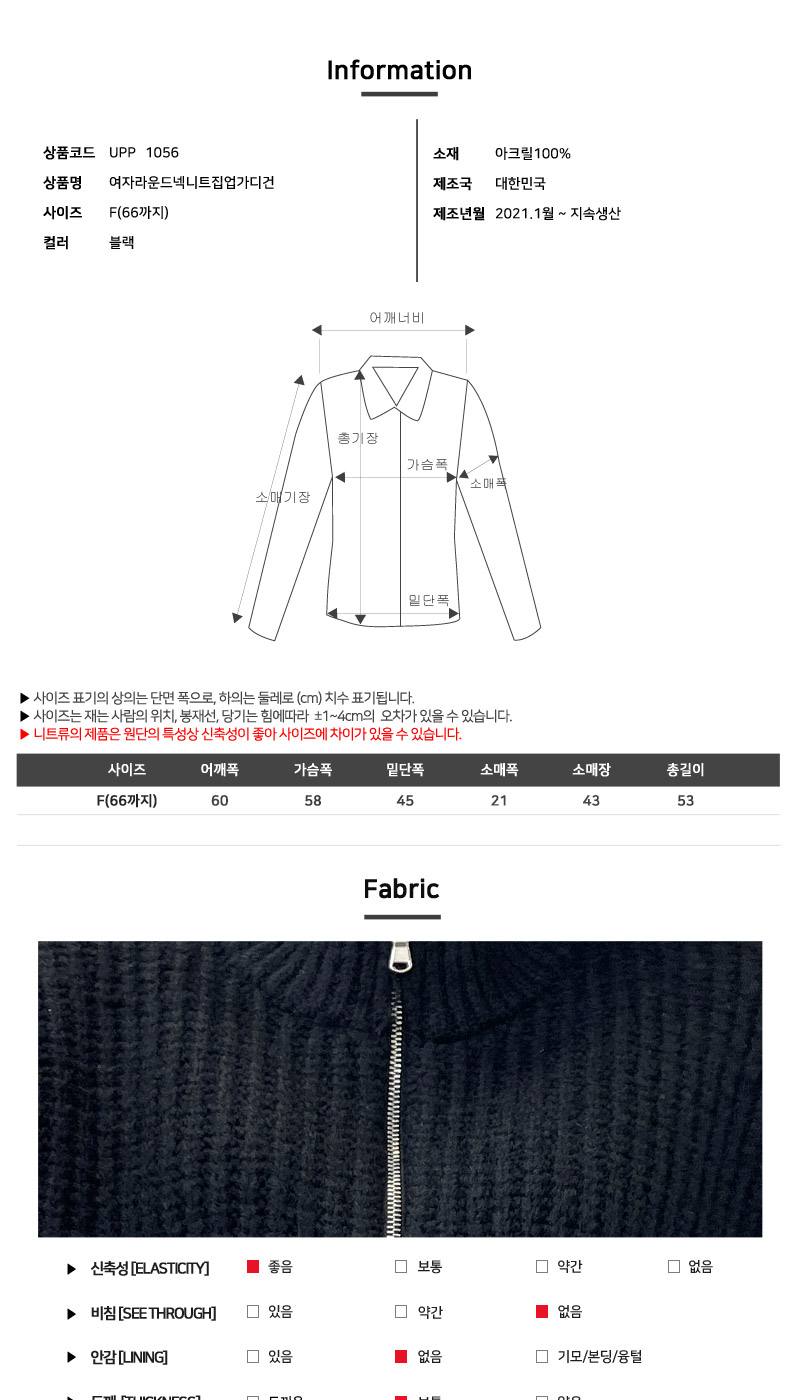 Information
상품코드 UPP 1056
상품명 여자라운드넥니트집업가디건
사이즈 F(66까지)
컬러 블랙
소재 아크릴100%
제조국 대한민국
제조년월 2021.1월 ~ 지속생산
어깨너비
총기장
가슴폭
소매폭
소매기장
밑단폭
▶ 사이즈 표기의 상의는 단면 폭으로, 하의는 둘레로 (cm) 치수 표기됩니다.
▶ 사이즈는 재는 사람의 위치, 봉재선, 당기는 힘에따라 ±1~4cm의 오차가 있을 수 있습니다.
▶ 니트류의 제품은 원단의 특성상 신축성이 좋아 사이즈에 차이가 있을 수 있습니다.
사이즈 어깨폭 가슴폭 밑단폭 소매폭 소매장 총길이
F(66까지) 60 58 45 21 43 53
Fabric
▶ 신축성 [ELASTICITY] 좋음 보통 약간 없음
▶ 비침 [SEE THROUGH] 있음 약간 없음
▶ 안감 [LINING] 있음 없음 기모/본딩/융털